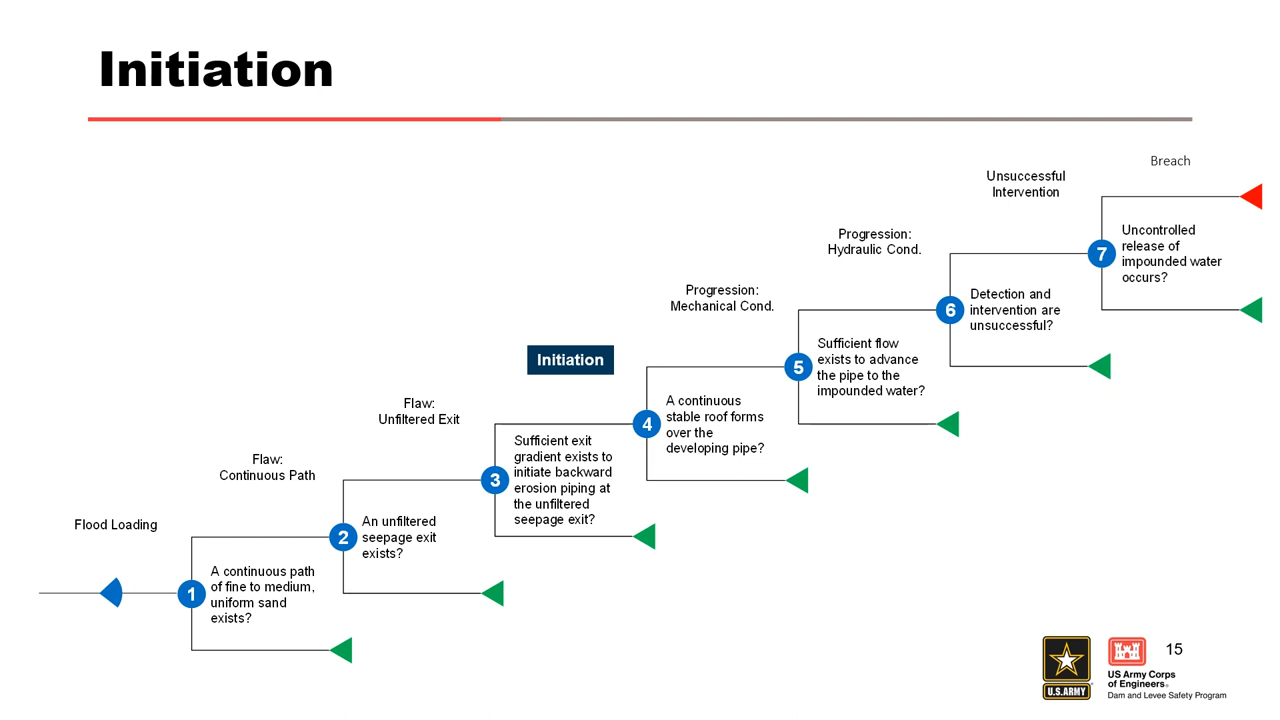 Initiation
Breach
Unsuccessful
Intervention
7
Uncontrolled
release of
impounded water
occurs?
Progression:
Hydraulic Cond.
6
Detection and
intervention are
unsuccessful?
Progression:
Mechanical Cond.
5
Sufficient flow
exists to advance
the pipe to the
impounded water?
Initiation
4
A continuous
stable roof forms
over the
developing pipe?
Flaw:
Unfiltered Exit
3
Sufficient exit
gradient exists to
initiate backward
erosion piping at
the unfiltered
seepage exit?
Flaw:
Continuous Path
2
An unfiltered
seepage exit
exists?
Flood Loading
1
A continuous path
of fine to medium,
uniform sand
exists?
U.S.ARMY
US Army Corps
of Engineers®
Dam and Levee Safety Program
15